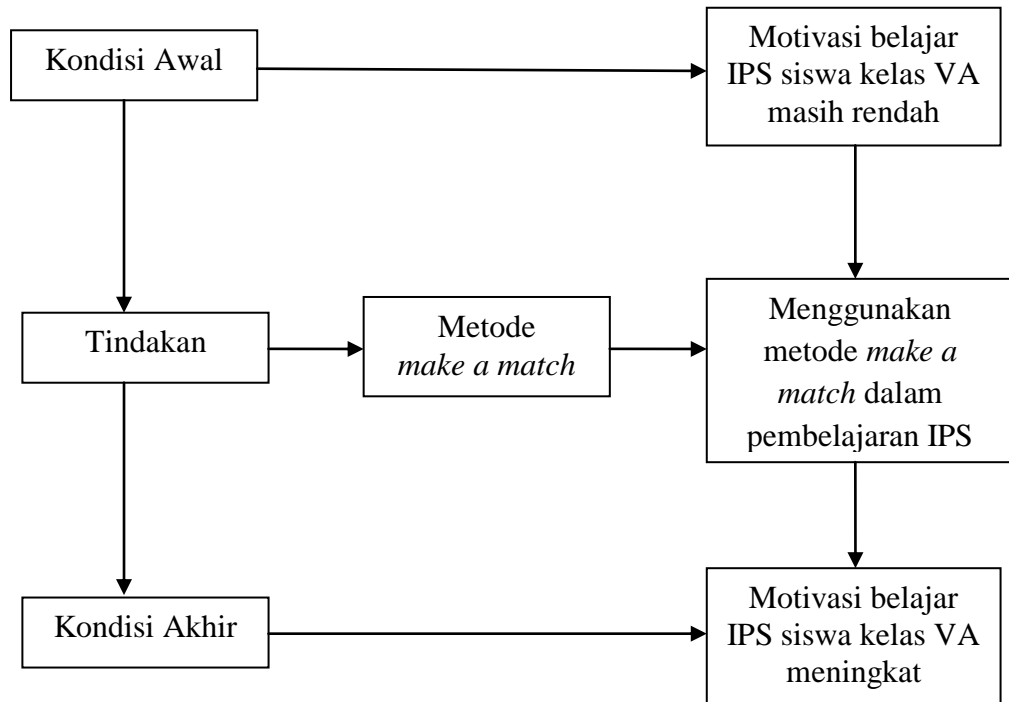 Kondisi Awal
Motivasi belajar
IPS siswa kelas VA
masih rendah
Tindakan
Metode
make a match
Menggunakan
metode make a
match dalam
pembelajaran IPS
Kondisi Akhir
Motivasi belajar
IPS siswa kelas VA
meningkat